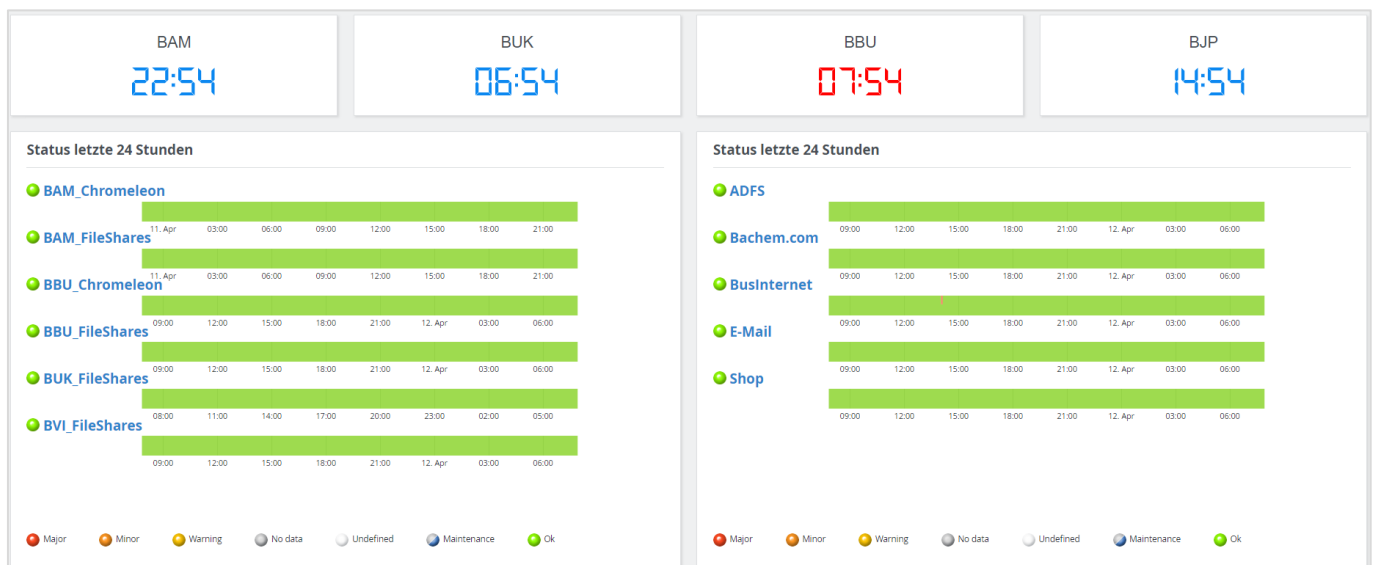 BAM
22:54
BUK
06:54
BBU
07:54
BJP
14:54
Status letzte 24 Stunden
BAM_Chromeleon
11. Apr 03:00 06:00 09:00 12:00 15:00 18:00 21:00
BAM_FileShares
11. Apr 03:00 06:00 09:00 12:00 15:00 18:00 21:00
BBU_Chromeleon
09:00 12:00 15:00 18:00 21:00 12. Apr 03:00 06:00
BBU_FileShares
09:00 12:00 15:00 18:00 21:00 12. Apr 03:00 06:00
BUK_FileShares
08:00 11:00 14:00 17:00 20:00 23:00 02:00 05:00
BVI_FileShares
09:00 12:00 15:00 18:00 21:00 12. Apr 03:00 06:00
Major Minor Warning No data Undefined Maintenance Ok
Status letzte 24 Stunden
ADFS
09:00 12:00 15:00 18:00 21:00 12. Apr 03:00 06:00
Bachem.com
09:00 12:00 15:00 18:00 21:00 12. Apr 03:00 06:00
BusInternet
09:00 12:00 15:00 18:00 21:00 12. Apr 03:00 06:00
E-Mail
09:00 12:00 15:00 18:00 21:00 12. Apr 03:00 06:00
Shop
09:00 12:00 15:00 18:00 21:00 12. Apr 03:00 06:00
Major Minor Warning No data Undefined Maintenance Ok